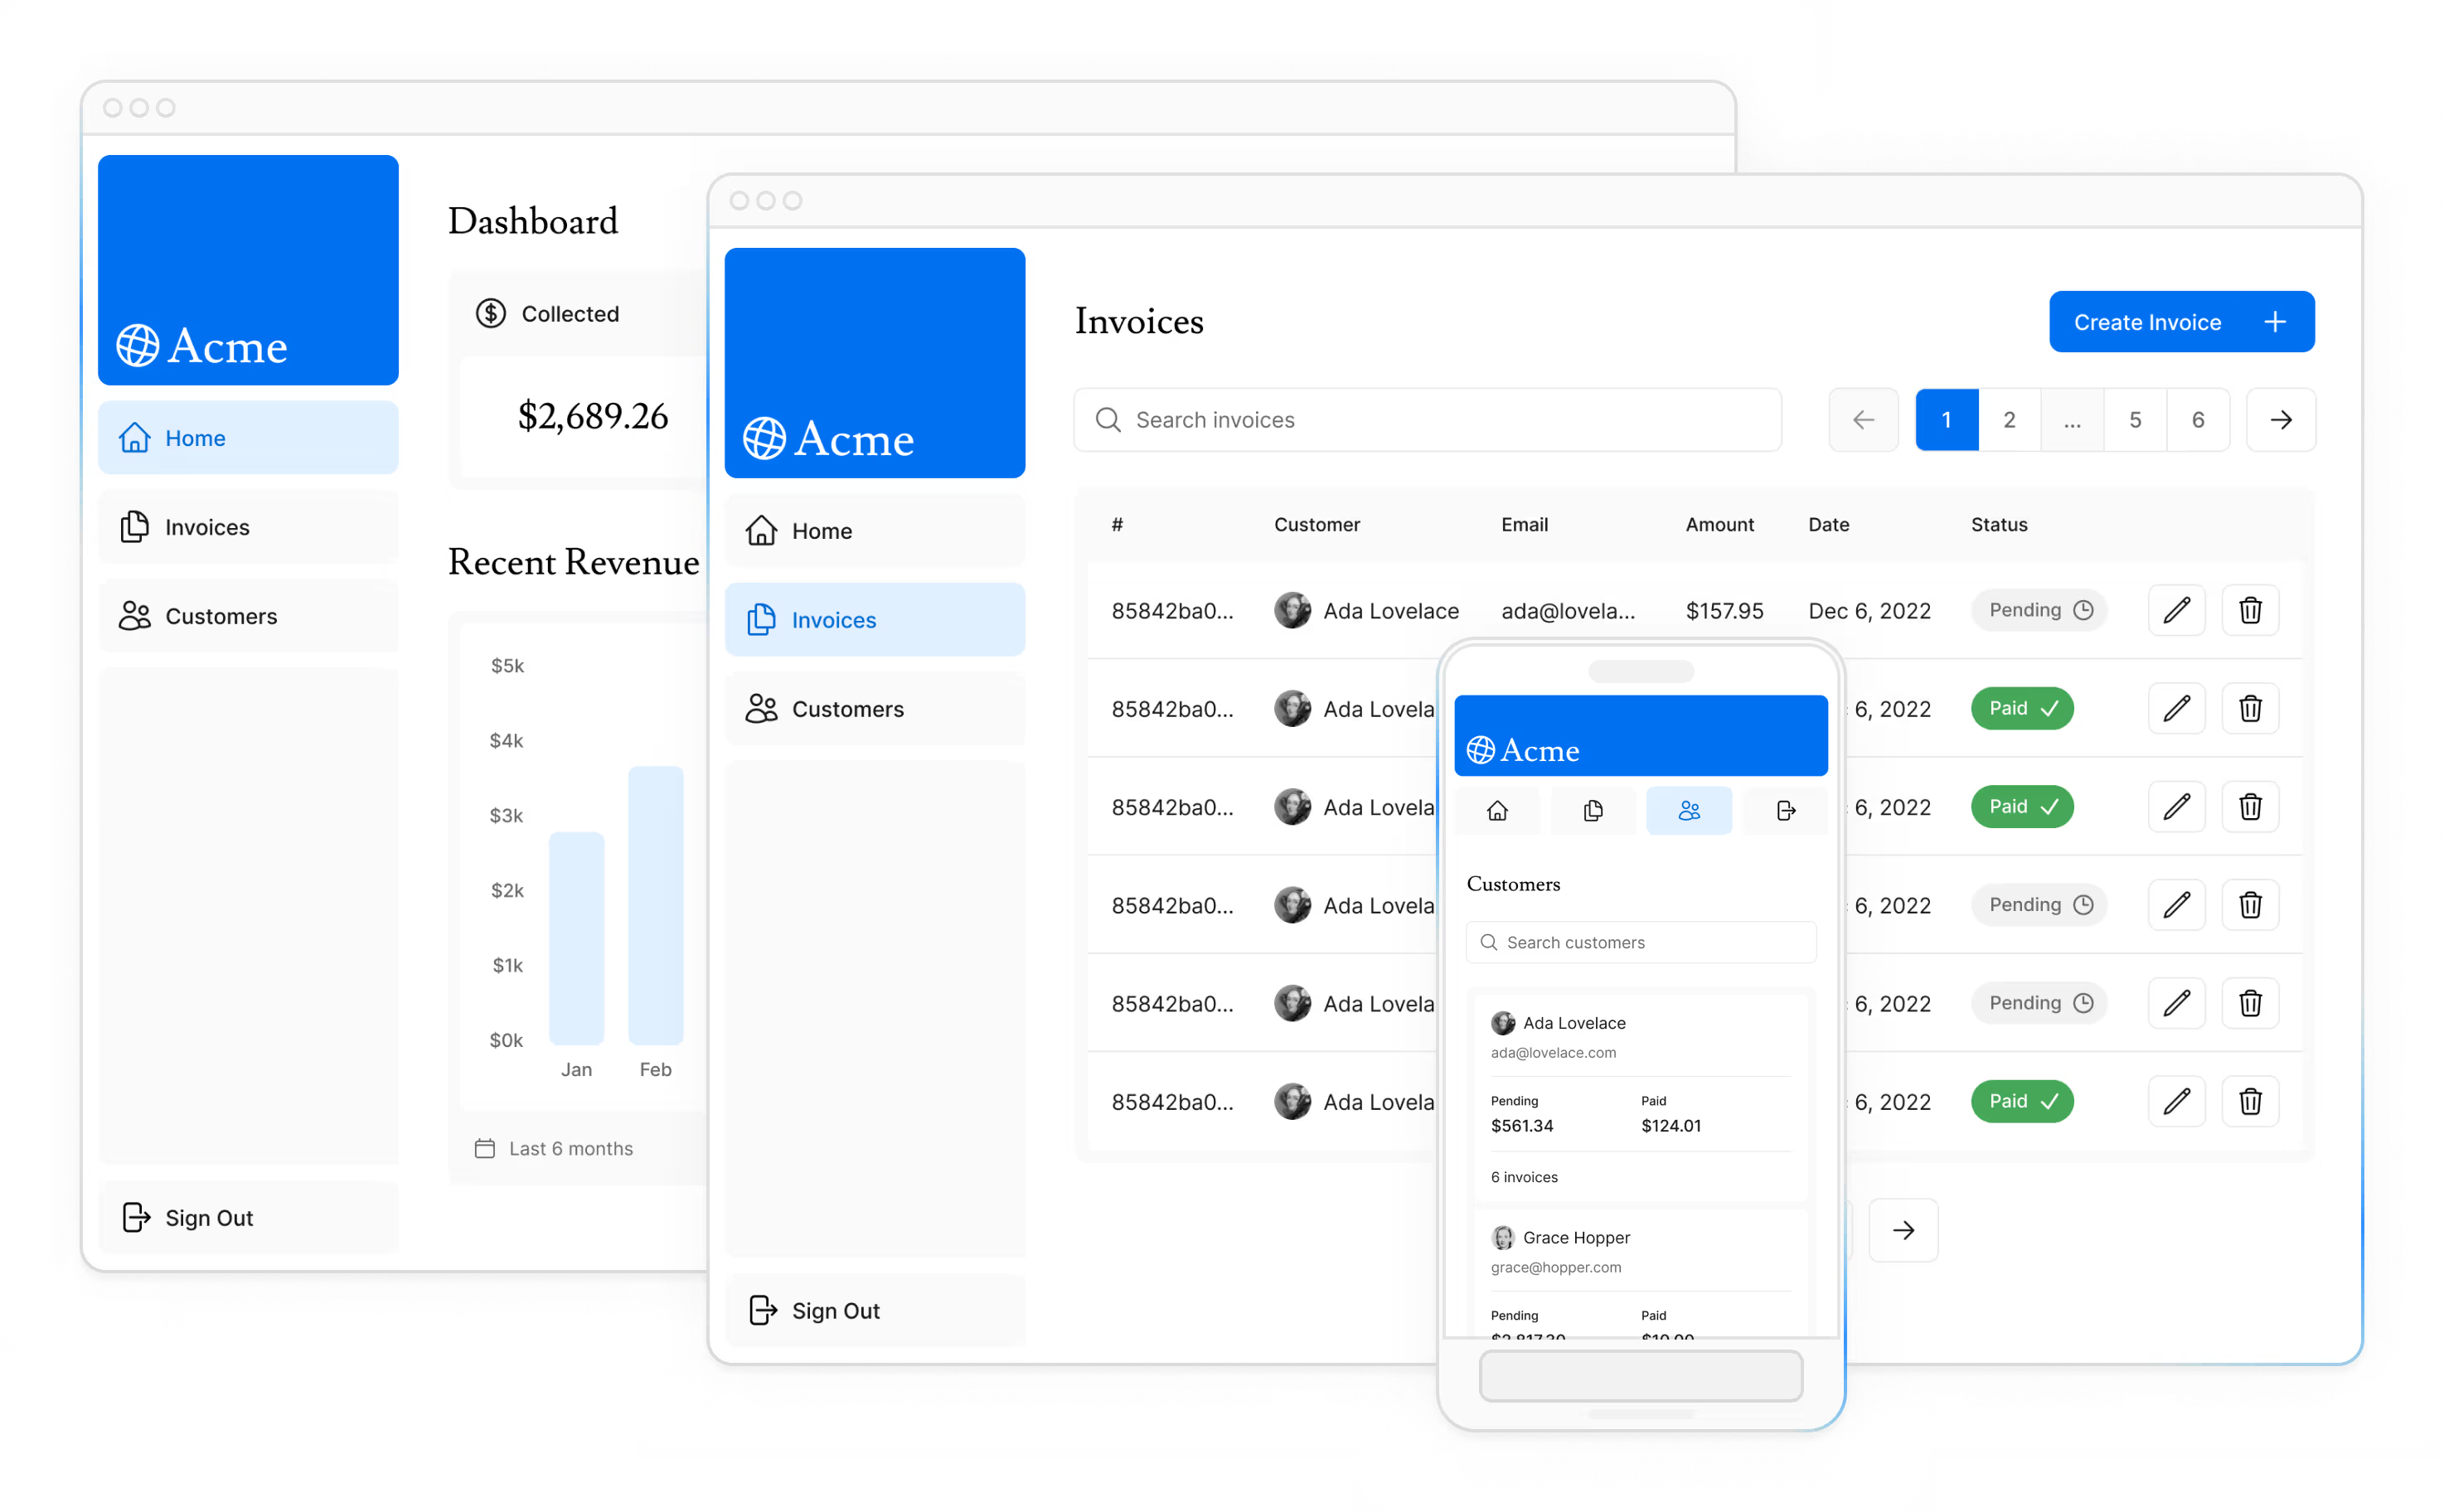 Acme
Home
Invoices
Customers
Sign Out
Dashboard
Collected
$2,689.26
Recent Revenue
$5k
$4k
$3k
$2k
$1k
$0k
Jan Feb
Last 6 months
Acme
Home
Invoices
Customers
Sign Out
Invoices
Create Invoice +
Search invoices
1 2 ... 5 6
# Customer Email Amount Date Status
85842ba0... Ada Lovelace ada@lovela... $157.95 Dec 6, 2022 Pending
85842ba0... Ada Lovela 6, 2022 Paid
85842ba0... Ada Lovela 6, 2022 Paid
85842ba0... Ada Lovela 6, 2022 Pending
85842ba0... Ada Lovela 6, 2022 Pending
85842ba0... Ada Lovela 6, 2022 Paid
Acme
Customers
Search customers
Ada Lovelace
ada@lovelace.com
Pending Paid
$561.34 $124.01
6 invoices
Grace Hopper
grace@hopper.com
Pending Paid